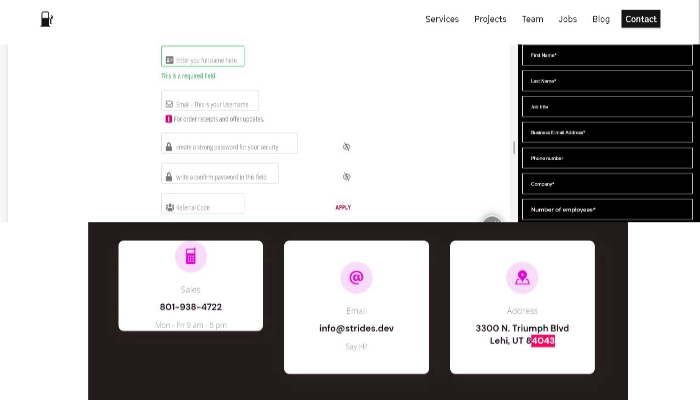 Services Projects Team Jobs Blog Contact
Enter you full name here
This is a required field.
Email - This is your Username
For order receipts and offer updates.
create a strong password for your security
write a confirm password in this field
Referral Code
APPLY
First Name*
Last Name*
Job title
Business E-mail Address*
Phone number
Company*
Number of employees*
Sales
801-938-4722
Mon - Fri 9 am - 5 pm
@
Email
info@strides.dev
Say Hi!
Address
3300 N. Triumph Blvd
Lehi, UT 84043